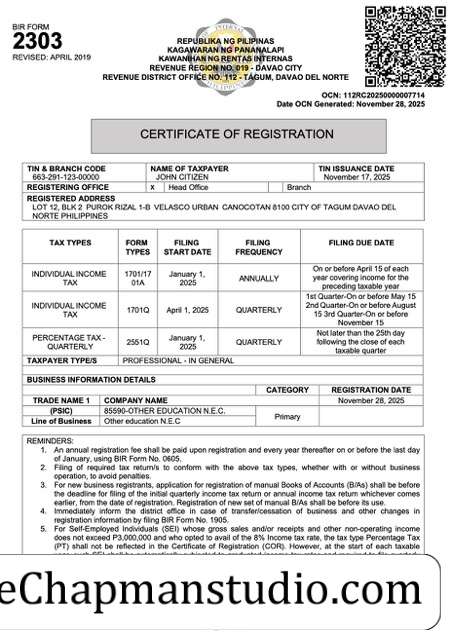 BIR FORM
2303
REVISED: APRIL 2019
REPUBLIKA NG PILIPINAS
KAGAWARAN NG PANANALAPI
KAWANIHAN NG RENTAS INTERNAS
REVENUE REGION NO. 019 - DAVAO CITY
REVENUE DISTRICT OFFICE NO. 112 - TAGUM, DAVAO DEL NORTE
OCN: 112RC20250000007714
Date OCN Generated: November 28, 2025
CERTIFICATE OF REGISTRATION
TIN & BRANCH CODE NAME OF TAXPAYER TIN ISSUANCE DATE
663-291-123-00000 JOHN CITIZEN November 17, 2025
REGISTERING OFFICE X Head Office Branch
REGISTERED ADDRESS
LOT 12, BLK 2 PUROK RIZAL 1-B VELASCO URBAN CANOCOTAN 8100 CITY OF TAGUM DAVAO DEL
NORTE PHILIPPINES
TAX TYPES FORM TYPES FILING START DATE FILING FREQUENCY FILING DUE DATE
INDIVIDUAL INCOME TAX 1701/1701A January 1, 2025 ANNUALLY On or before April 15 of each year covering income for the preceding taxable year
INDIVIDUAL INCOME TAX 1701Q April 1, 2025 QUARTERLY 1st Quarter-On or before May 15 2nd Quarter-On or before August 15 3rd Quarter-On or before November 15
PERCENTAGE TAX - QUARTERLY 2551Q January 1, 2025 QUARTERLY Not later than the 25th day following the close of each taxable quarter
TAXPAYER TYPE/S PROFESSIONAL - IN GENERAL
BUSINESS INFORMATION DETAILS
CATEGORY REGISTRATION DATE
TRADE NAME 1 COMPANY NAME November 28, 2025
(PSIC) 85590-OTHER EDUCATION N.E.C. Primary
Line of Business Other education N.E.C
REMINDERS:
1. An annual registration fee shall be paid upon registration and every year thereafter on or before the last day
of January, using BIR Form No. 0605.
2. Filing of required tax return/s to conform with the above tax types, whether with or without business
operation, to avoid penalties.
3. For new business registrants, application for registration of manual Books of Accounts (B/As) shall be before
the deadline for filing of the initial quarterly income tax return or annual income tax return whichever comes
earlier, from the date of registration. Registration of new set of manual B/As shall be before its use.
4. Immediately inform the district office in case of transfer/cessation of business and other changes in
registration information by filing BIR Form No. 1905.
5. For Self-Employed Individuals (SEI) whose gross sales and/or receipts and other non-operating income
does not exceed P3,000,000 and who opted to avail of the 8% Income tax rate, the tax type Percentage Tax
(PT) shall not be reflected in the Certificate of Registration (COR). However, at the start of each taxable
eChapmanstudio.com